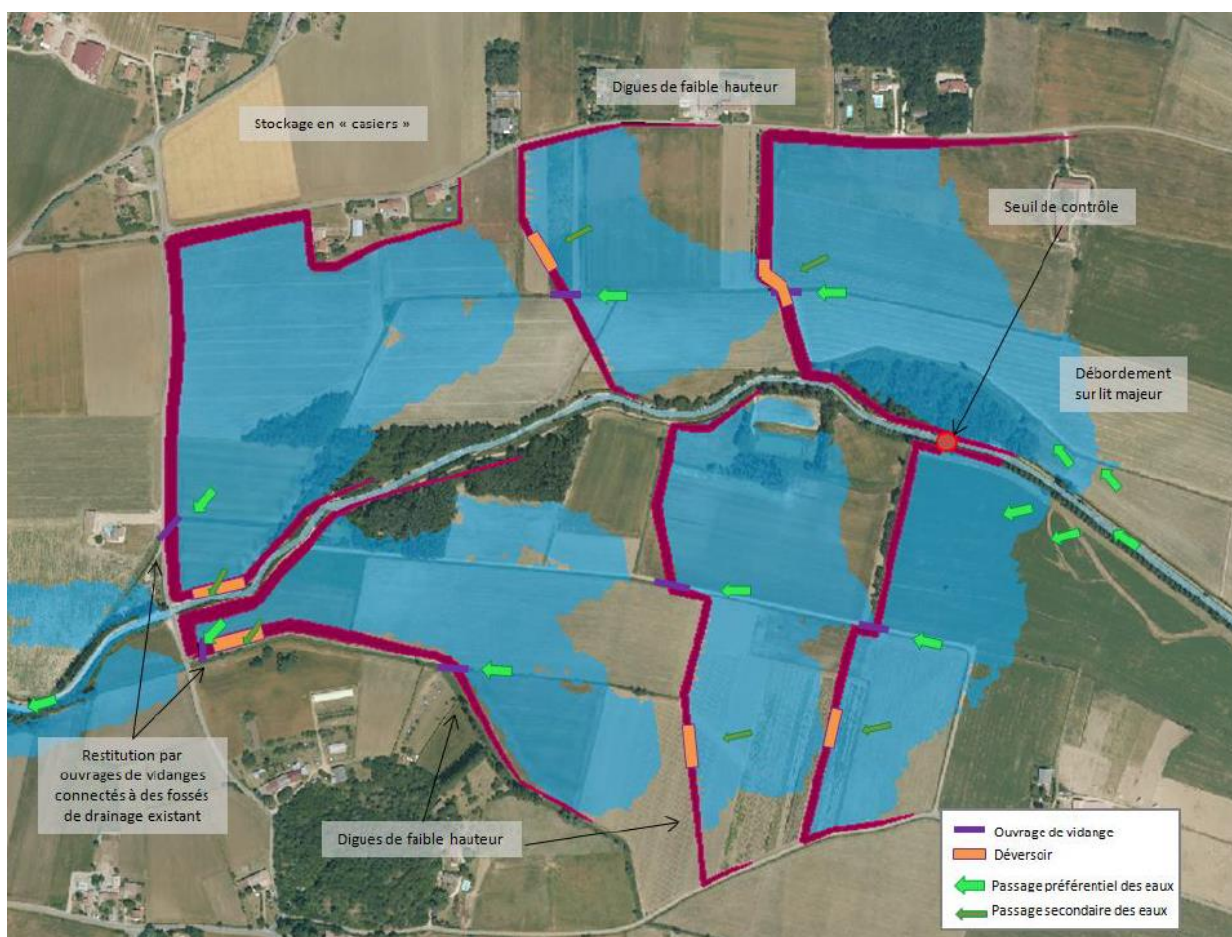 Digues de faible hauteur
Stockage en « casiers »
Seuil de contrôle
Débordement
sur lit majeur
Restitution par
ouvrages de vidanges
connectés à des fossés
de drainage existant
Digues de faible hauteur
Ouvrage de vidange
Déversoir
Passage préférentiel des eaux
Passage secondaire des eaux